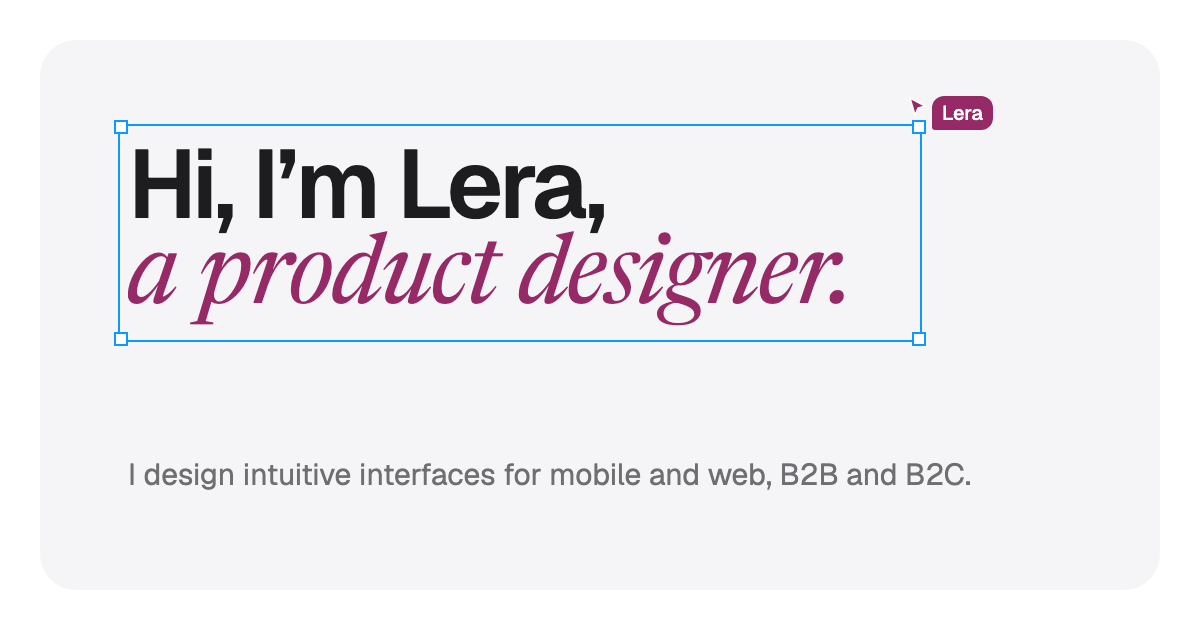 Lera
Hi, I’m Lera,
a product designer.
I design intuitive interfaces for mobile and web, B2B and B2C.